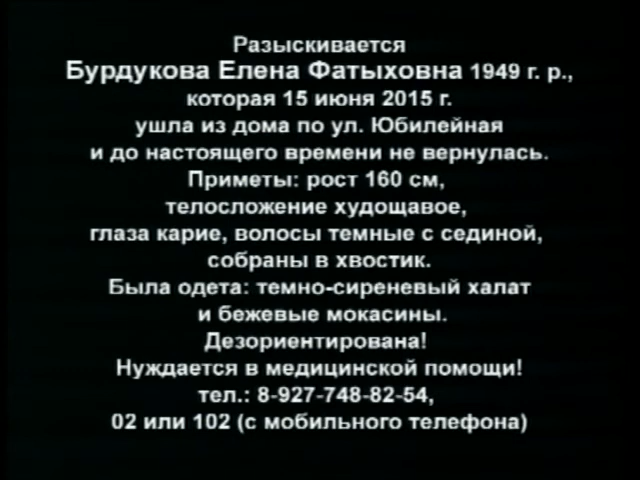 Разыскивается
Бурдукова Елена Фатыховна 1949 г. р.,
которая 15 июня 2015 г.
ушла из дома по ул. Юбилейная
и до настоящего времени не вернулась.
Приметы: рост 160 см,
телосложение худощавое,
глаза карие, волосы темные с сединой,
собраны в хвостик.
Была одета: темно-сиреневый халат
и бежевые мокасины.
Дезориентирована!
Нуждается в медицинской помощи!
тел.: 8-927-748-82-54,
02 или 102 (с мобильного телефона)